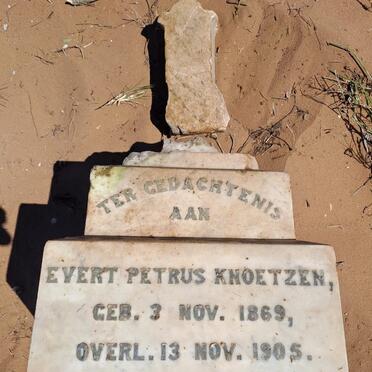 TER GEDACHTENIS
AAN
EVERT PETRUS KNOETZEN,
GEB. 3 NOV. 1869,
OVERL. 13 NOV. 1905.